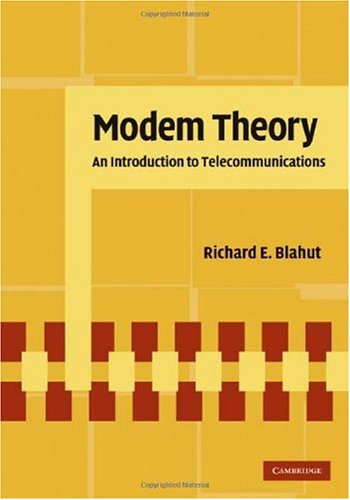 Modem Theory
An Introduction to Telecommunications
Richard E. Blahut
CAMBRIDGE